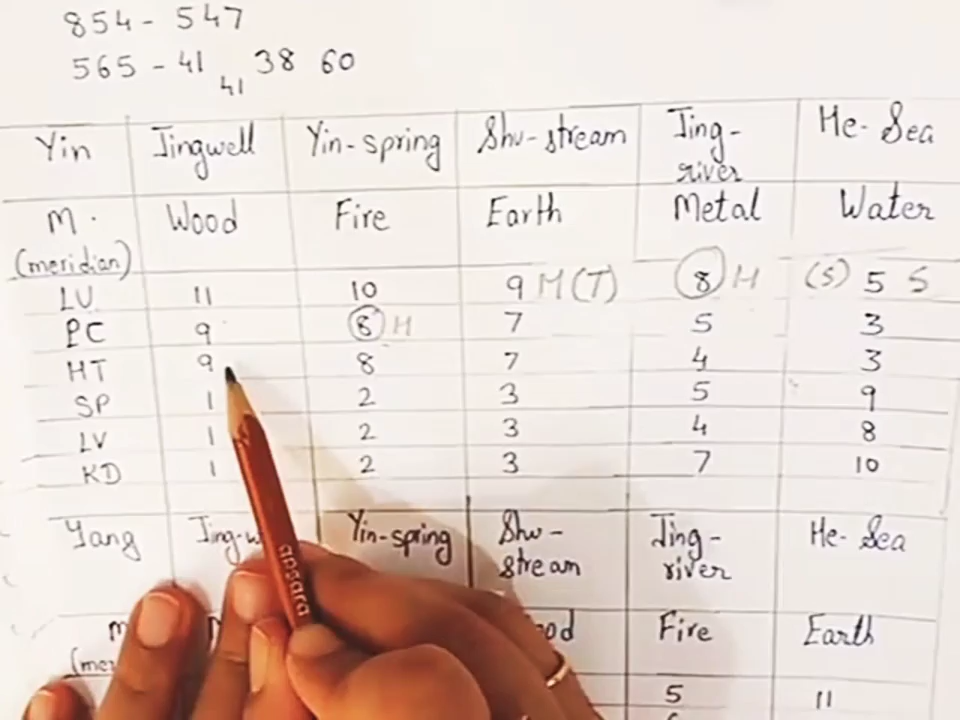 854 - 547
565 - 41 41 38 60
Yin Jingwell Yin-spring Shu-stream Jing-river He-Sea
M. (meridian) Wood Fire Earth Metal Water
LU 11 10 9 M(T) 8 H (S) 5 S
PC 9 8 H 7 5 3
HT 9 8 7 4 3
SP 1 2 3 5 9
LV 1 2 3 4 8
KD 1 2 3 7 10
Yang Jing-w Yin-spring Shu-stream Jing-river He-Sea
Fire Earth
5 11
apsara